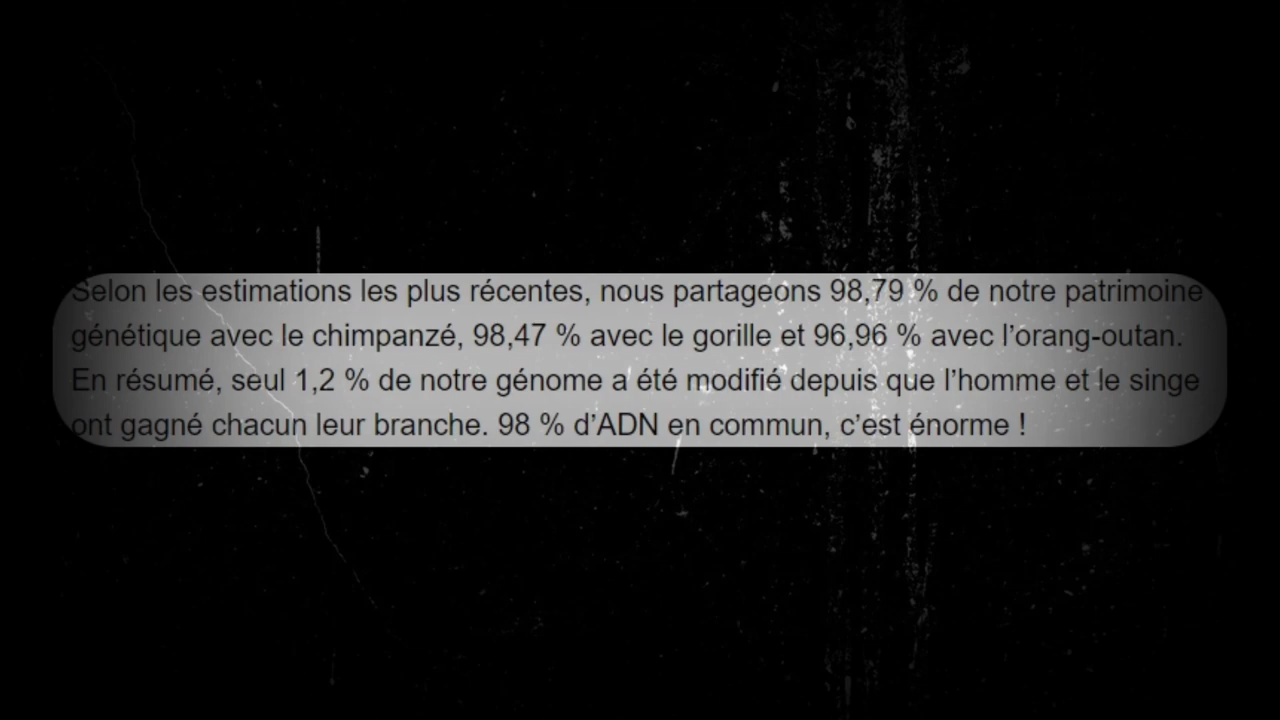 Selon les estimations les plus récentes, nous partageons 98,79 % de notre patrimoine
génétique avec le chimpanzé, 98,47 % avec le gorille et 96,96 % avec l’orang-outan.
En résumé, seul 1,2 % de notre génome a été modifié depuis que l’homme et le singe
ont gagné chacun leur branche. 98 % d’ADN en commun, c’est énorme !